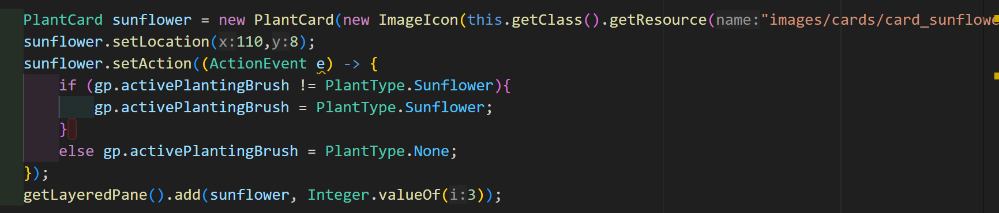 PlantCard sunflower = new PlantCard(new ImageIcon(this.getClass().getResource(name:"images/cards/card_sunflowe
sunflower.setLocation(x:110,y:8);
sunflower.setAction((ActionEvent e) -> {
if (gp.activePlantingBrush != PlantType.Sunflower){
gp.activePlantingBrush = PlantType.Sunflower;
}
else gp.activePlantingBrush = PlantType.None;
});
getLayeredPane().add(sunflower, Integer.valueOf(i:3));